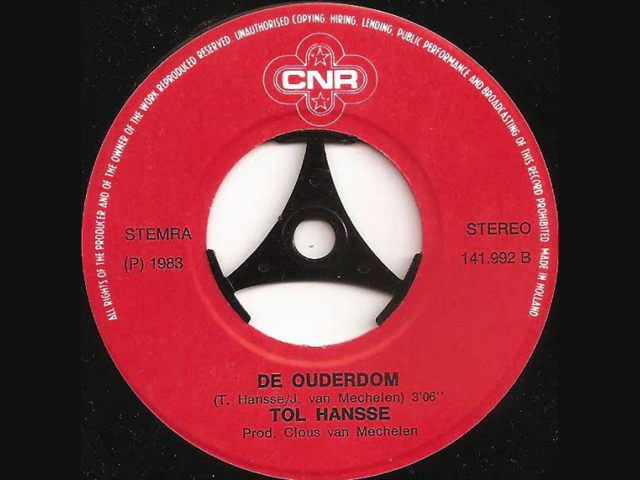 ALL RIGHTS OF THE PRODUCER AND OF THE OWNER OF THE WORK REPRODUCED RESERVED. UNAUTHORISED COPYING, HIRING, LENDING, PUBLIC PERFORMANCE AND BROADCASTING OF THIS RECORD PROHIBITED. MADE IN HOLLAND.
CNR
STEMRA
STEREO
(P) 1983
141.992 B
DE OUDERDOM
(T. Hansse/J. van Mechelen) 3'06''
TOL HANSSE
Prod. Clous van Mechelen